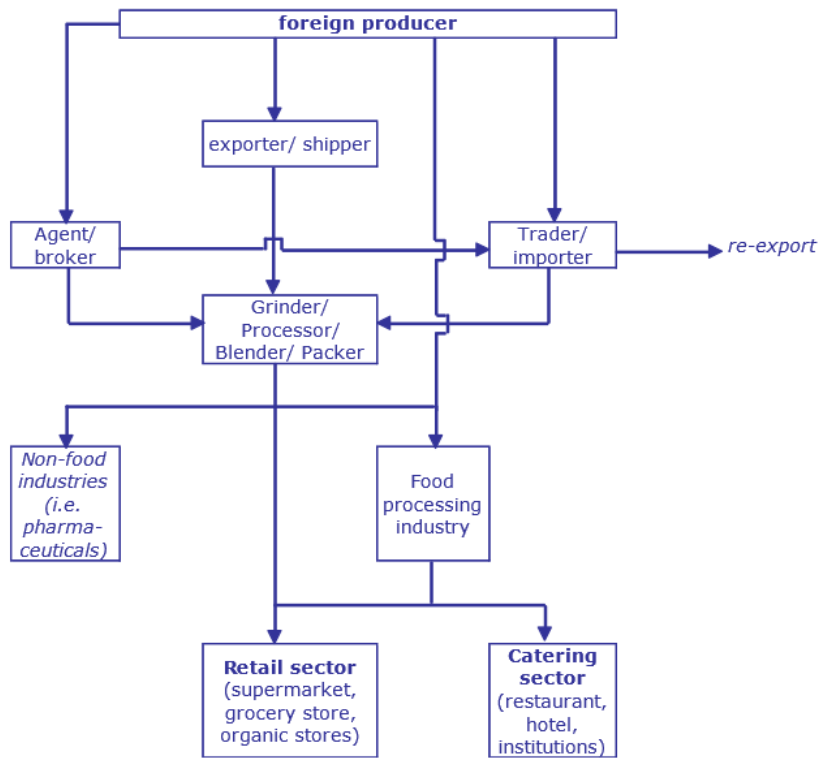 foreign producer
exporter/ shipper
Agent/
broker
Trader/
importer
re-export
Grinder/
Processor/
Blender/ Packer
Non-food
industries
(i.e.
pharma-
ceuticals)
Food
processing
industry
Retail sector
(supermarket,
grocery store,
organic stores)
Catering
sector
(restaurant,
hotel,
institutions)